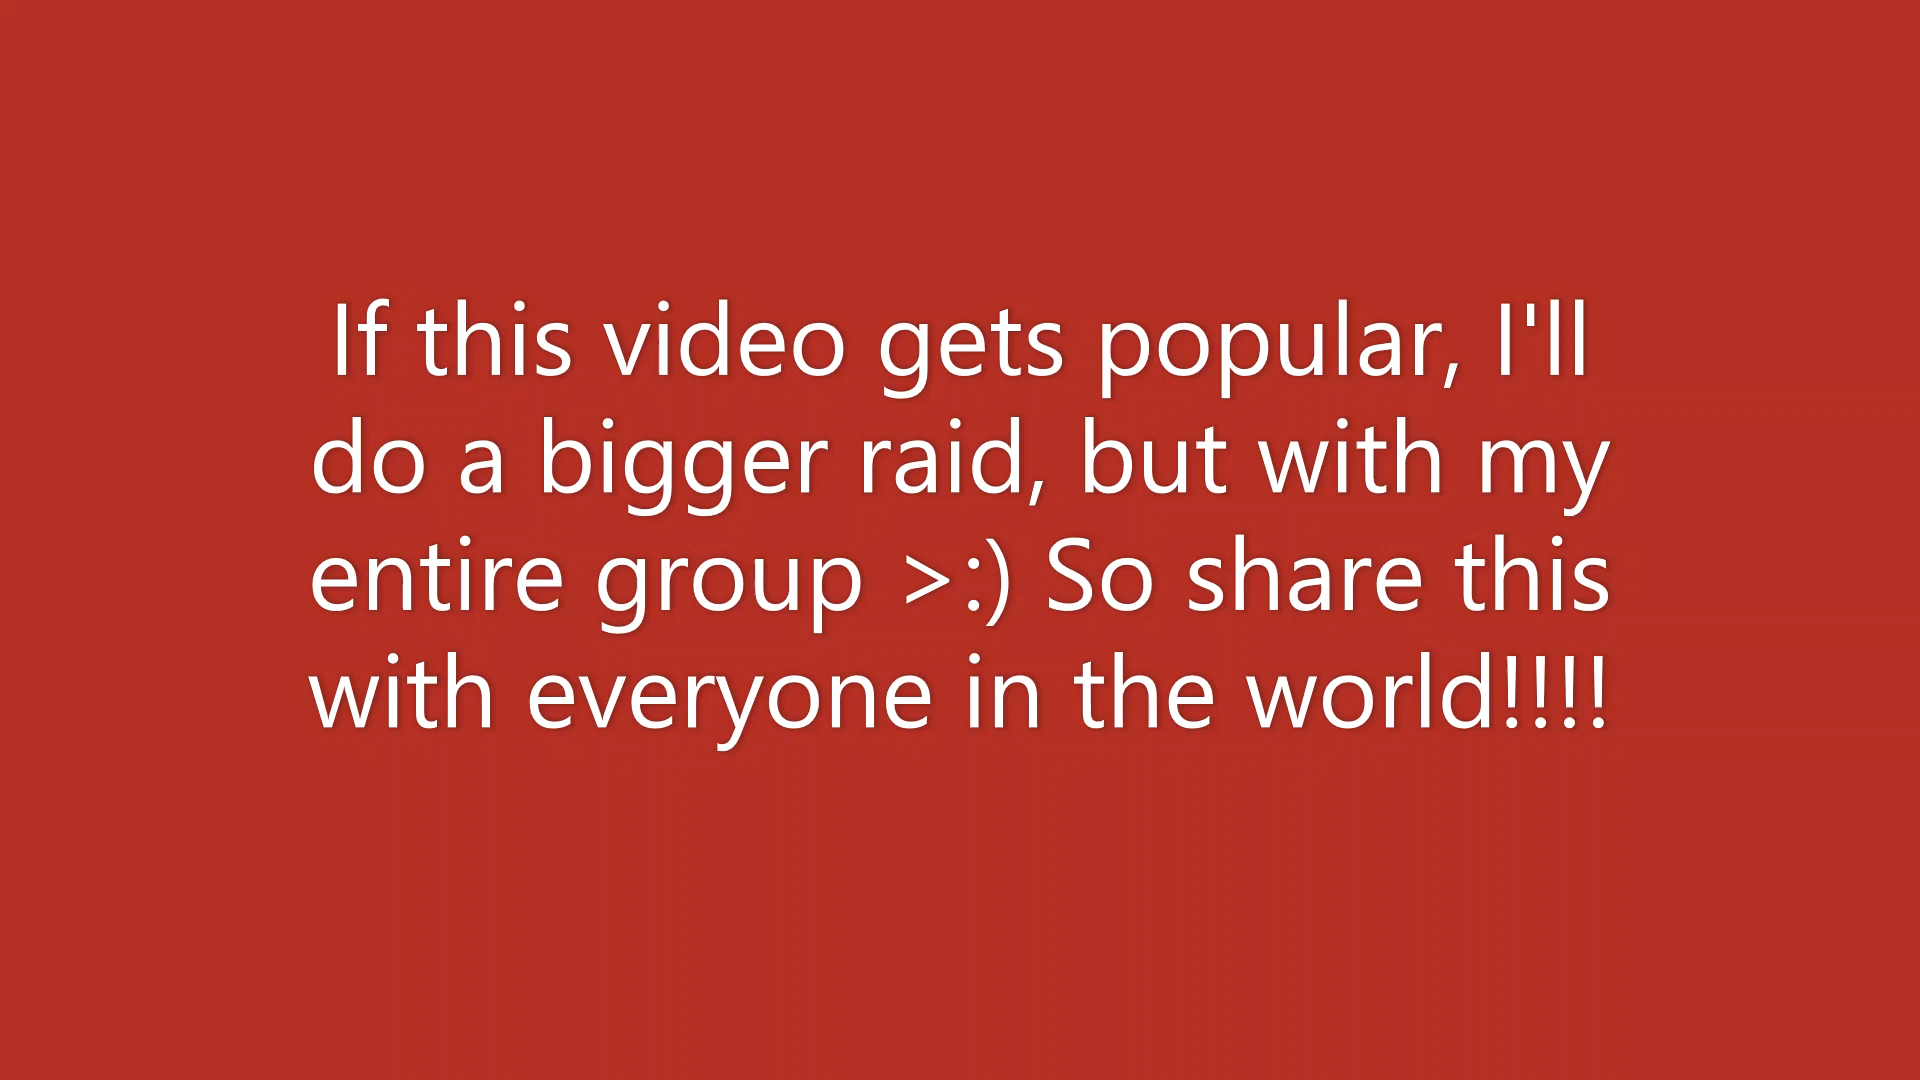 If this video gets popular, I'll
do a bigger raid, but with my
entire group >:) So share this
with everyone in the world!!!!